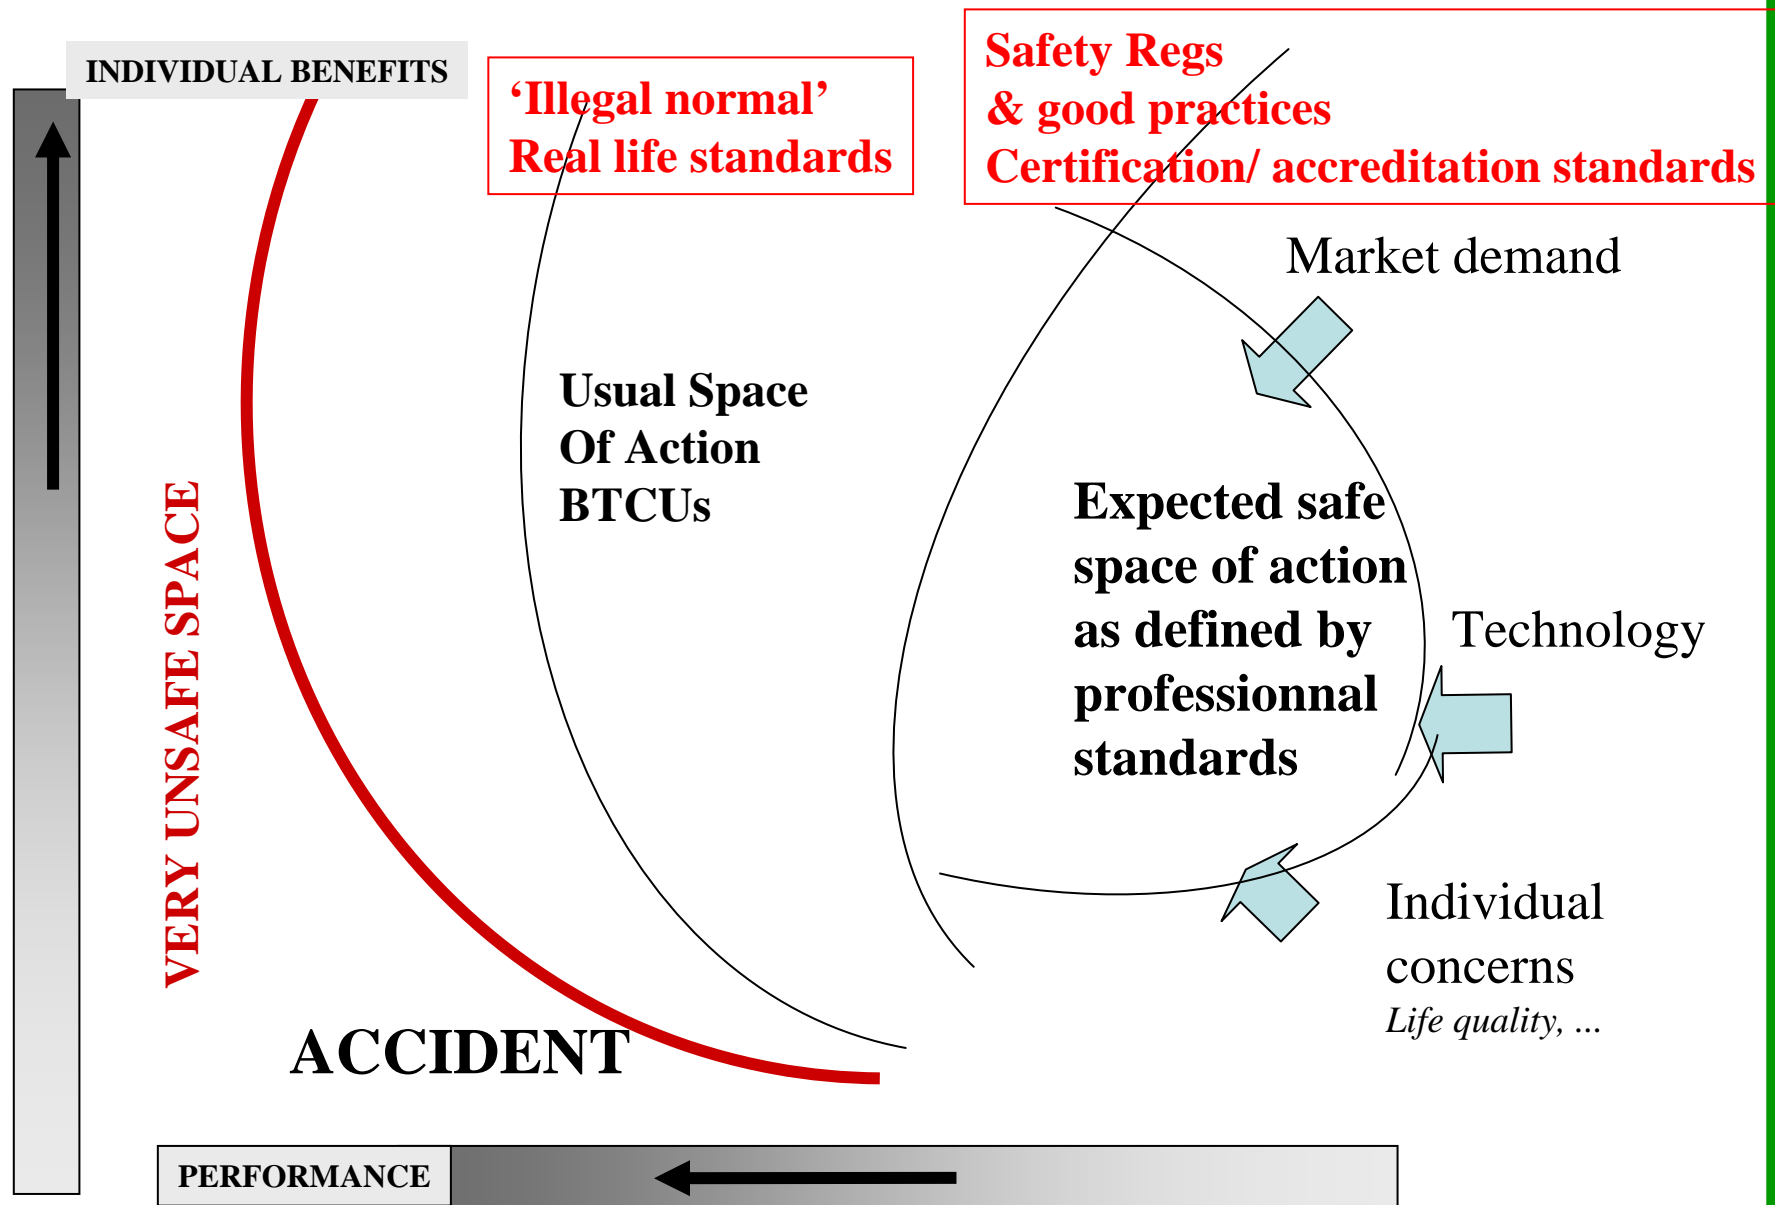 INDIVIDUAL BENEFITS
‘Illegal normal’
Real life standards
Safety Regs
& good practices
Certification/ accreditation standards
Market demand
Usual Space
Of Action
BTCUs
Expected safe
space of action
as defined by
professionnal
standards
Technology
VERY UNSAFE SPACE
Individual
concerns
Life quality, ...
ACCIDENT
PERFORMANCE